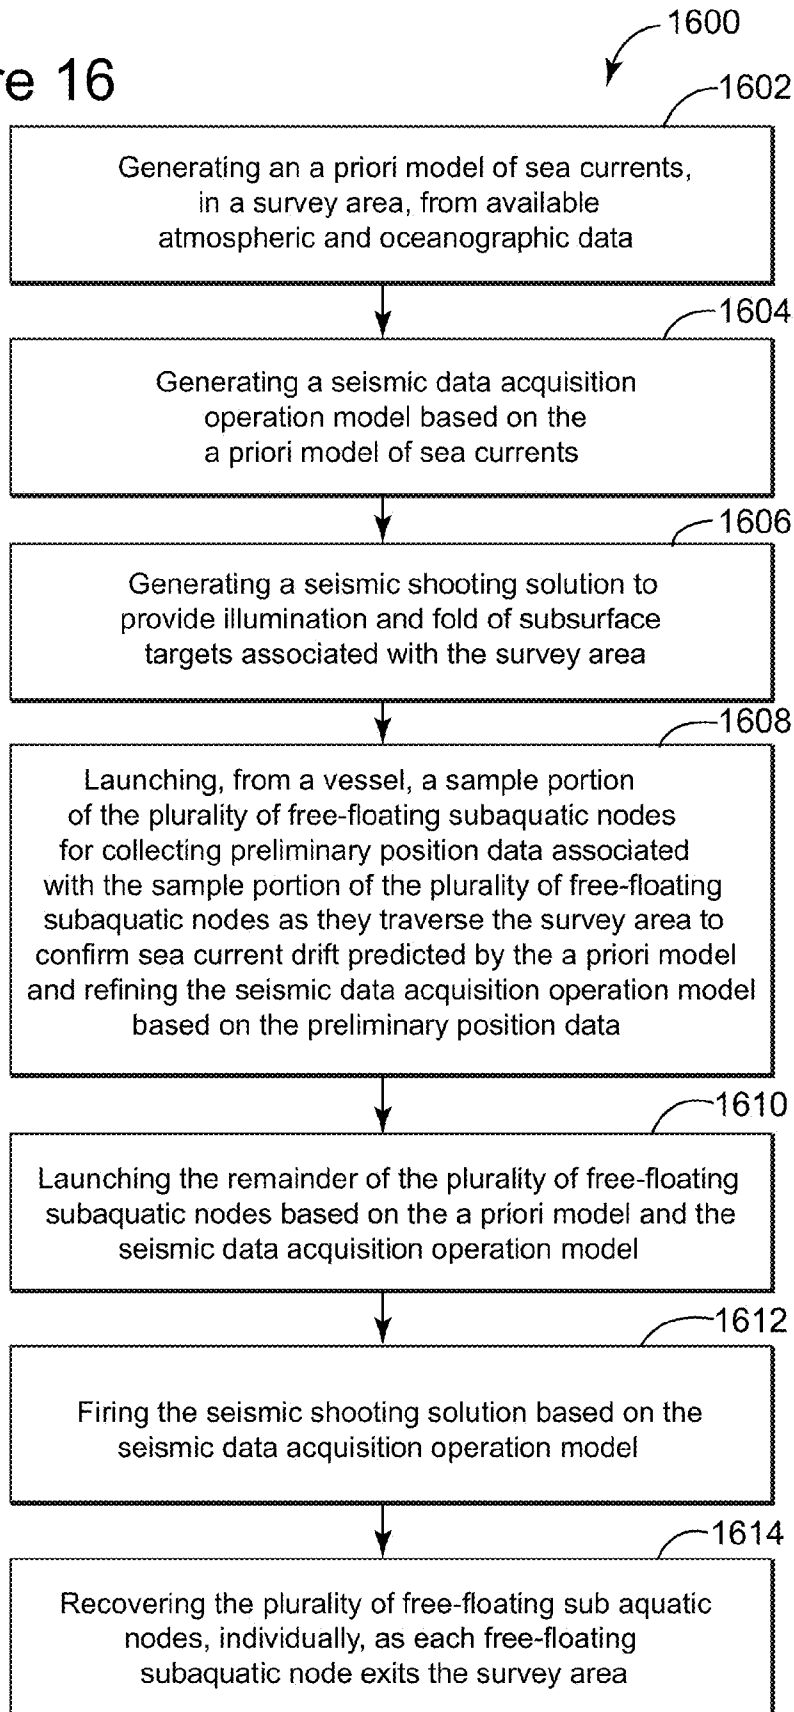 re 16
1600
1602
Generating an a priori model of sea currents,
in a survey area, from available
atmospheric and oceanographic data
1604
Generating a seismic data acquisition
operation model based on the
a priori model of sea currents
1606
Generating a seismic shooting solution to
provide illumination and fold of subsurface
targets associated with the survey area
1608
Launching, from a vessel, a sample portion
of the plurality of free-floating subaquatic nodes
for collecting preliminary position data associated
with the sample portion of the plurality of free-floating
subaquatic nodes as they traverse the survey area to
confirm sea current drift predicted by the a priori model
and refining the seismic data acquisition operation model
based on the preliminary position data
1610
Launching the remainder of the plurality of free-floating
subaquatic nodes based on the a priori model and the
seismic data acquisition operation model
1612
Firing the seismic shooting solution based on the
seismic data acquisition operation model
1614
Recovering the plurality of free-floating sub aquatic
nodes, individually, as each free-floating
subaquatic node exits the survey area